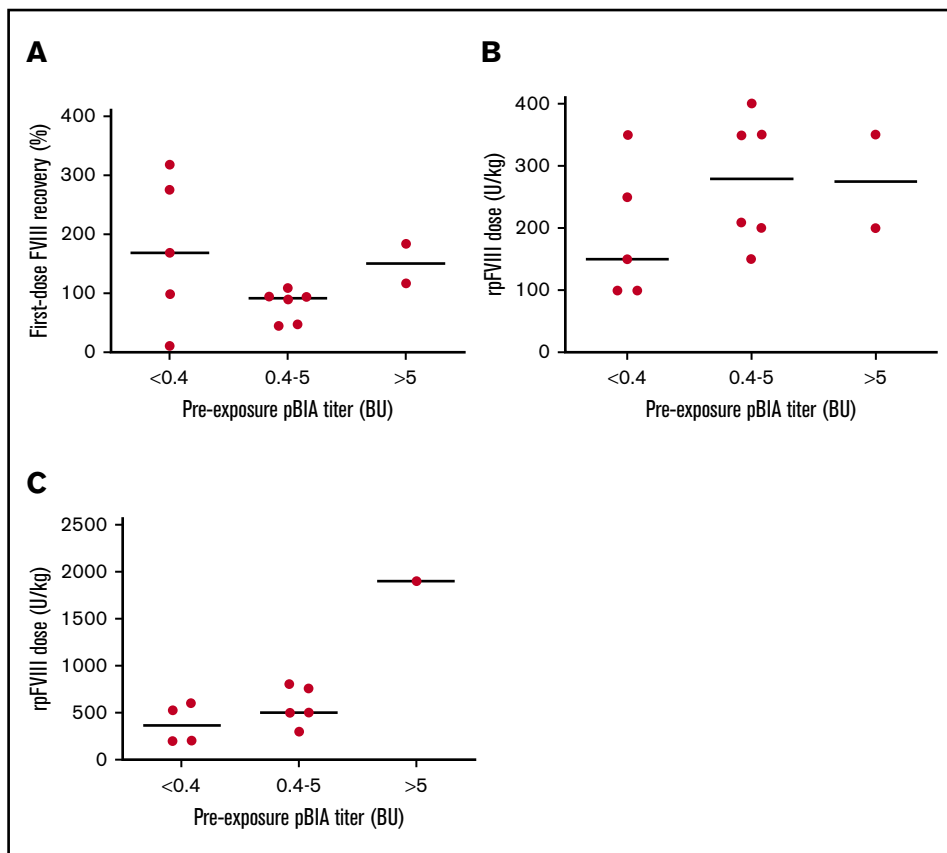 A
First-dose FVIII recovery (%)
400
300
200
100
0
<0.4
0.4-5
>5
Pre-exposure pBIA titer (BU)
B
rpFVIII dose (U/kg)
400
300
200
100
0
<0.4
0.4-5
>5
Pre-exposure pBIA titer (BU)
C
rpFVIII dose (U/kg)
2500
2000
1500
1000
500
0
<0.4
0.4-5
>5
Pre-exposure pBIA titer (BU)